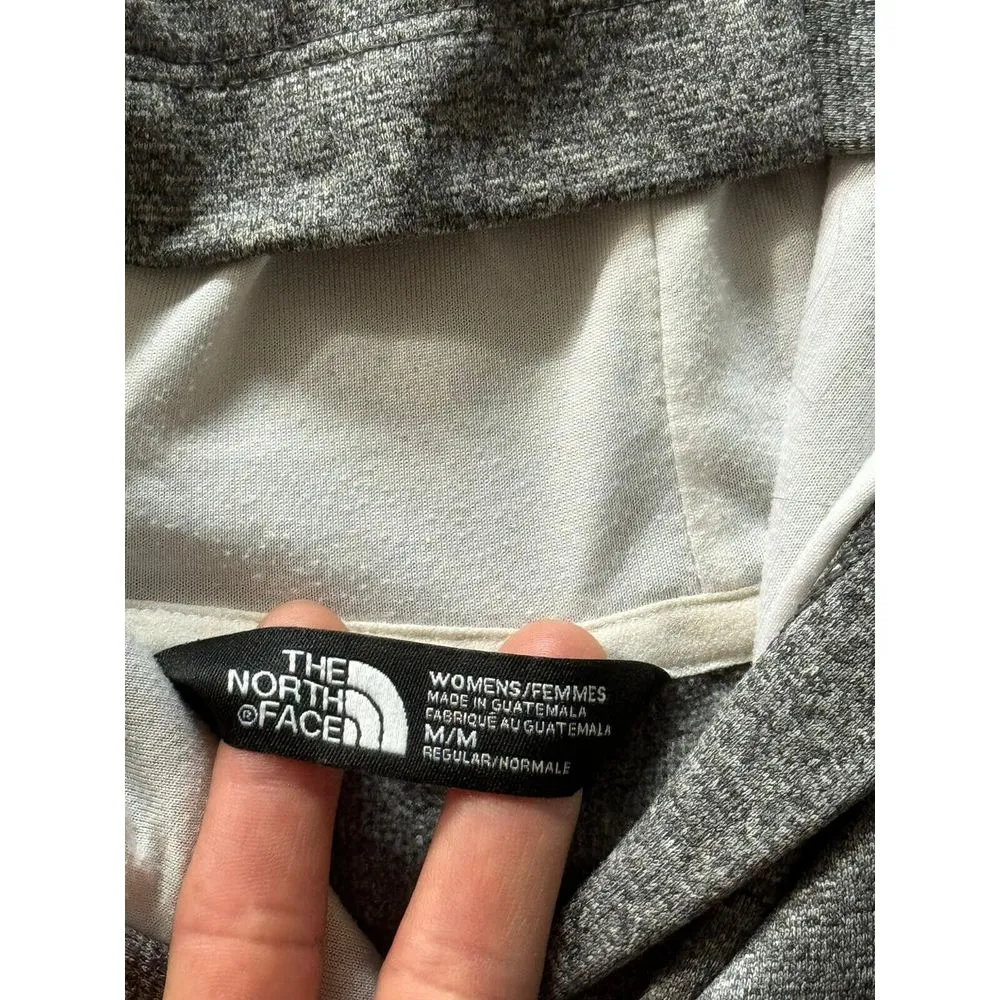 THE
NORTH
®FACE
WOMENS/FEMMES
MADE IN GUATEMALA
FABRIQUÉ AU GUATEMALA
M/M
REGULAR/NORMALE